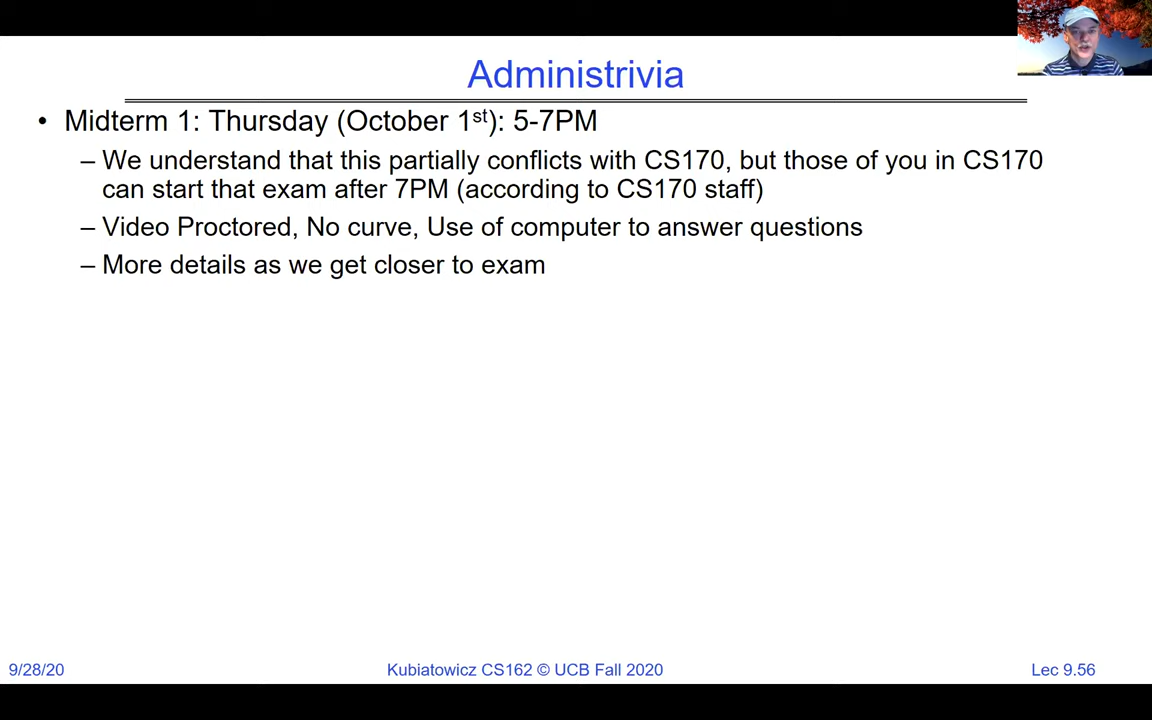 Administrivia
• Midterm 1: Thursday (October 1st): 5-7PM
– We understand that this partially conflicts with CS170, but those of you in CS170
can start that exam after 7PM (according to CS170 staff)
– Video Proctored, No curve, Use of computer to answer questions
– More details as we get closer to exam
9/28/20
Kubiatowicz CS162 © UCB Fall 2020
Lec 9.56